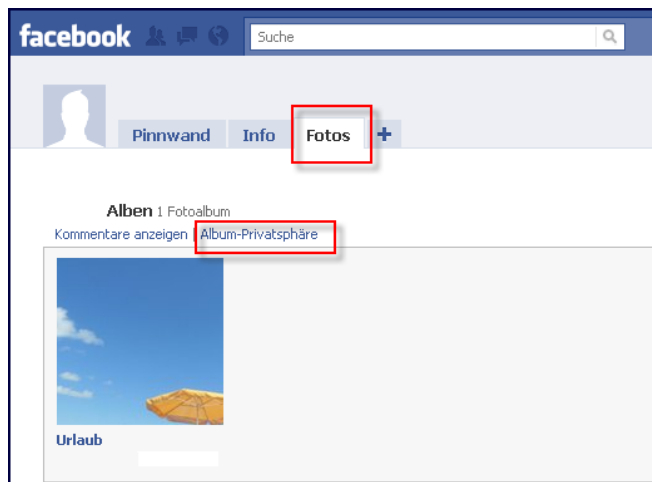 facebook Suche
Pinnwand Info Fotos +
Alben 1 Fotoalbum
Kommentare anzeigen | Album-Privatsphäre
Urlaub